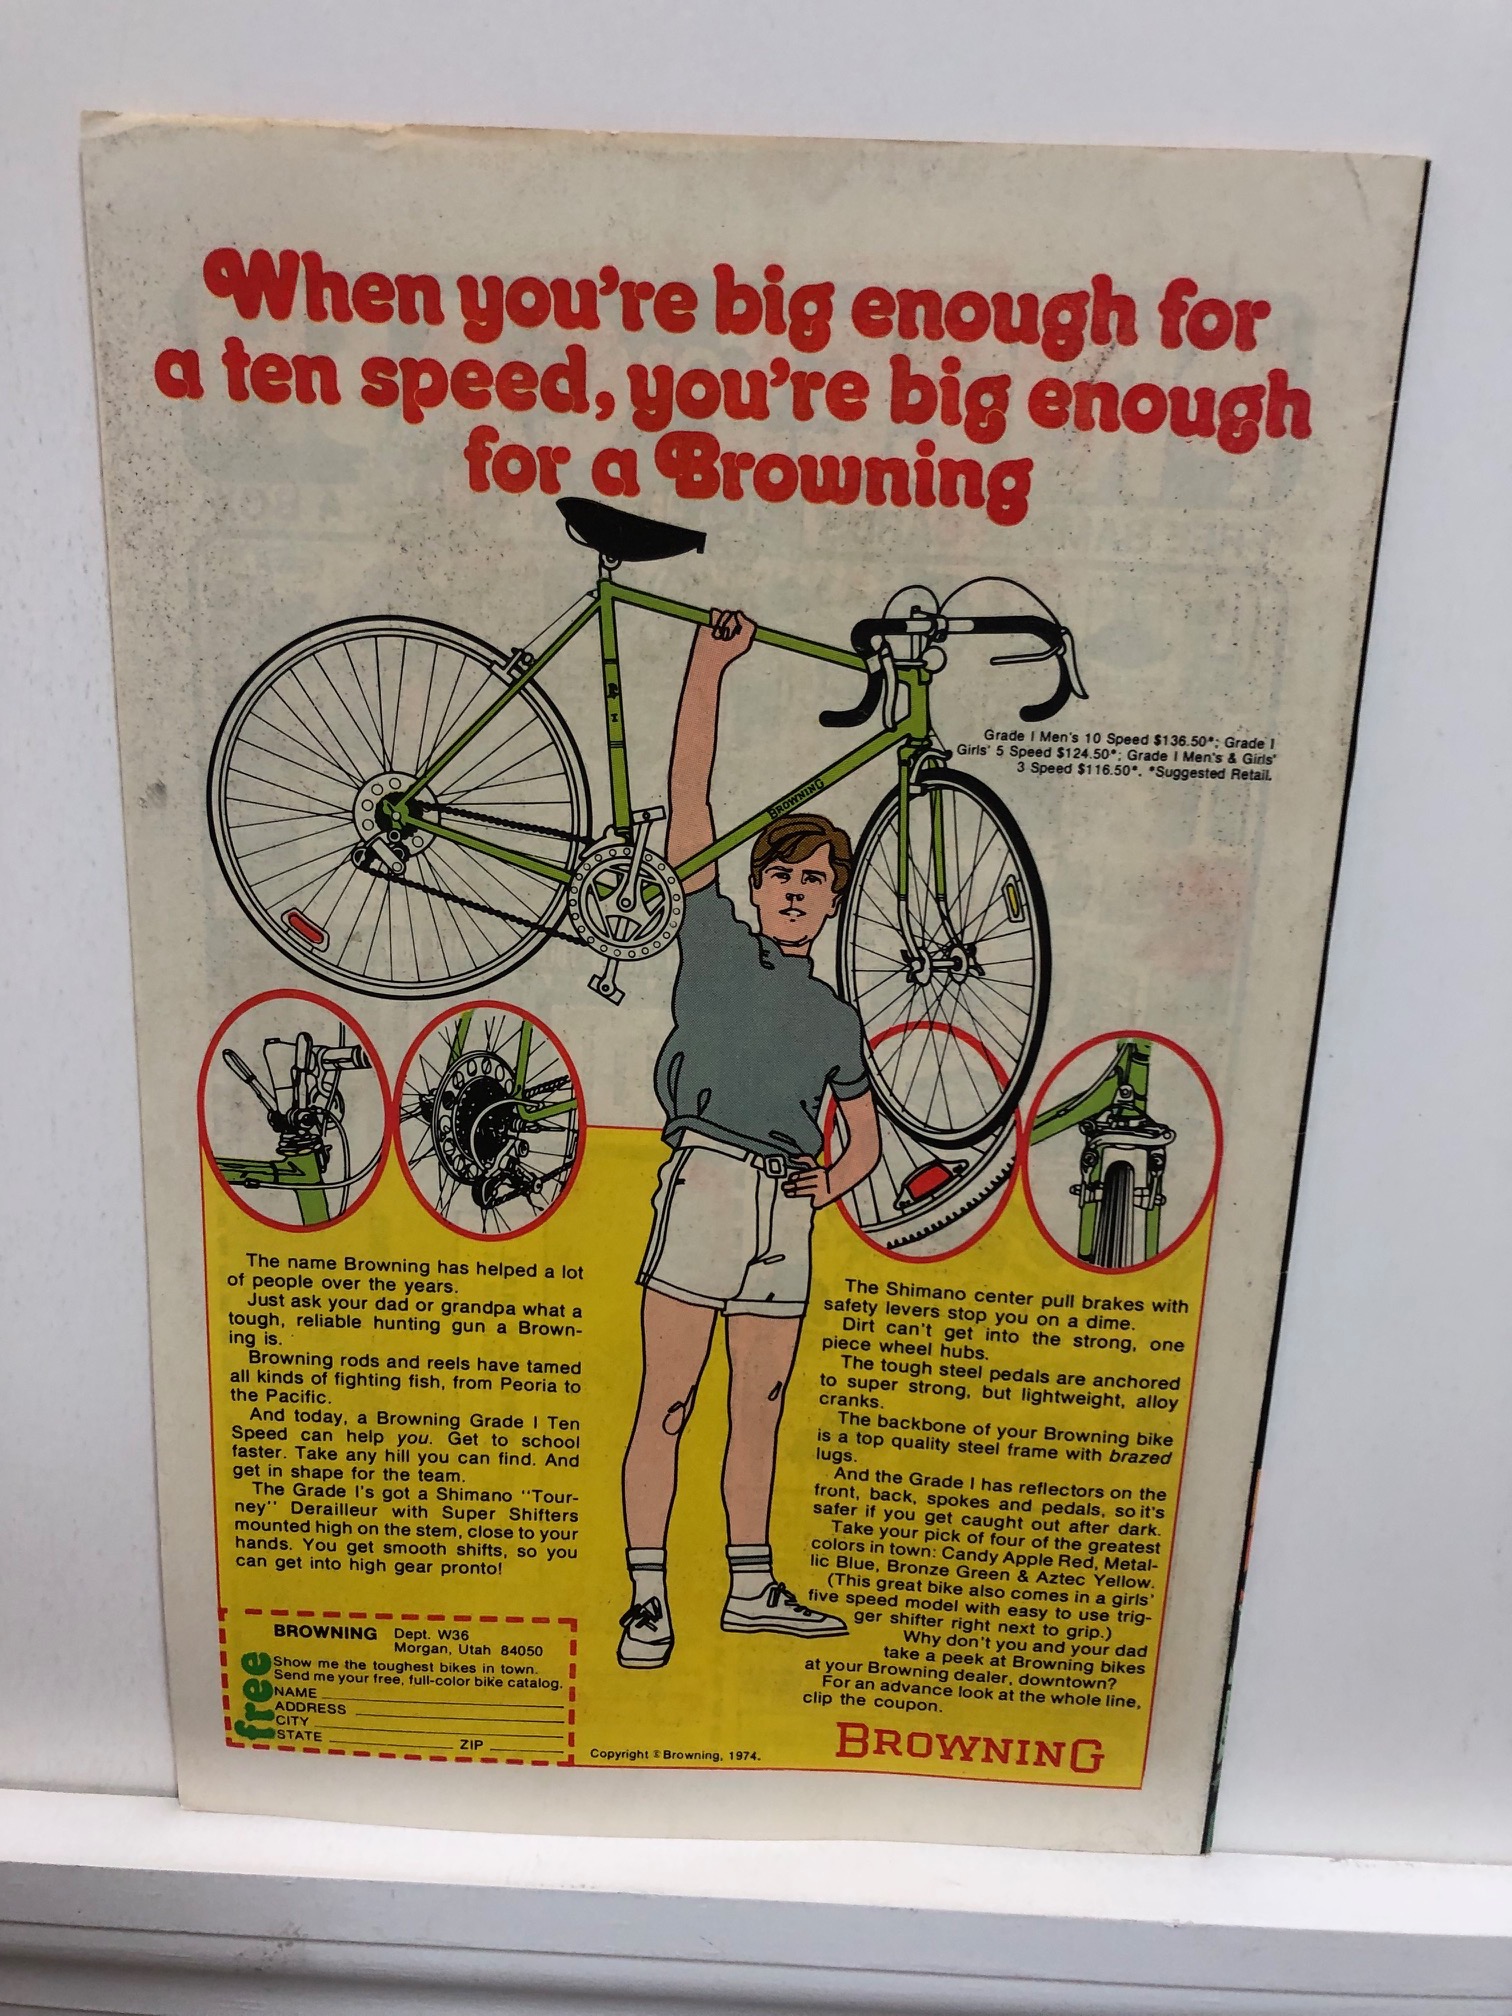 When you're big enough for
a ten speed, you're big enough
for a Browning
Grade I Men's 10 Speed $136.50*; Grade I
Girls' 5 Speed $124.50*; Grade I Men's & Girls'
3 Speed $116.50*. *Suggested Retail.
BROWNING
The name Browning has helped a lot
of people over the years.
Just ask your dad or grandpa what a
tough, reliable hunting gun a Brown-
ing is.
Browning rods and reels have tamed
all kinds of fighting fish, from Peoria to
the Pacific.
And today, a Browning Grade I Ten
Speed can help you. Get to school
faster. Take any hill you can find. And
get in shape for the team.
The Grade I's got a Shimano "Tour-
ney" Derailleur with Super Shifters
mounted high on the stem, close to your
hands. You get smooth shifts, so you
can get into high gear pronto!
The Shimano center pull brakes with
safety levers stop you on a dime.
Dirt can't get into the strong, one
piece wheel hubs.
The tough steel pedals are anchored
to super strong, but lightweight, alloy
cranks.
The backbone of your Browning bike
is a top quality steel frame with brazed
lugs.
And the Grade I has reflectors on the
front, back, spokes and pedals, so it's
safer if you get caught out after dark.
Take your pick of four of the greatest
colors in town: Candy Apple Red, Metal-
lic Blue, Bronze Green & Aztec Yellow.
(This great bike also comes in a girls'
five speed model with easy to use trig-
ger shifter right next to grip.)
Why don't you and your dad
take a peek at Browning bikes
at your Browning dealer, downtown?
For an advance look at the whole line,
clip the coupon.
BROWNING
free
BROWNING Dept. W36
Morgan, Utah 84050
Show me the toughest bikes in town.
Send me your free, full-color bike catalog.
NAME
ADDRESS
CITY
STATE ZIP
Copyright © Browning, 1974.